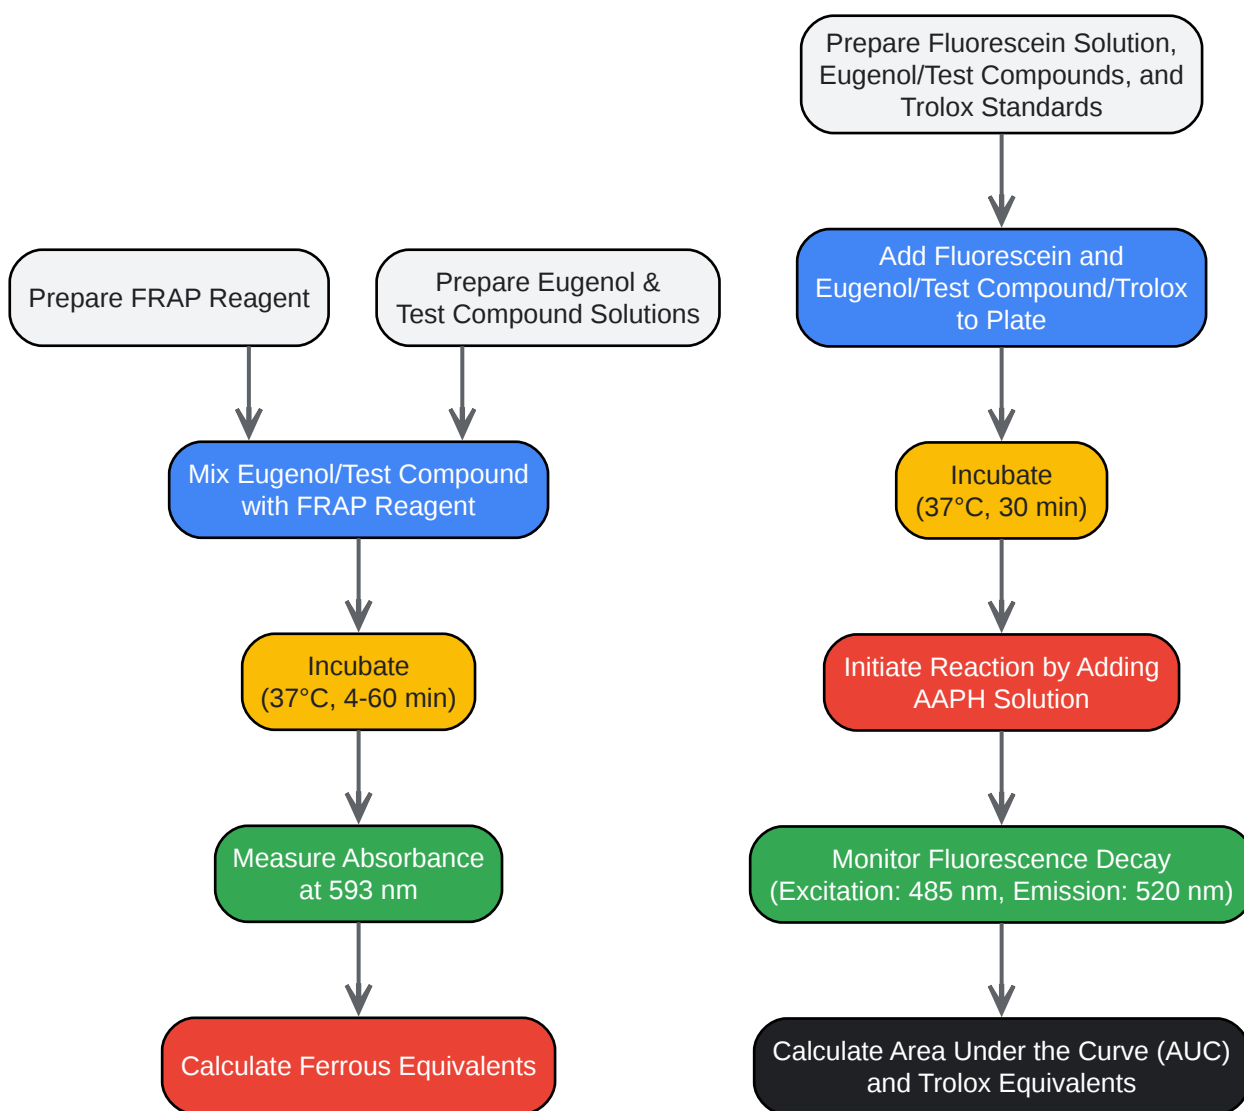 Prepare FRAP Reagent
Prepare Eugenol &
Test Compound Solutions
Mix Eugenol/Test Compound
with FRAP Reagent
Incubate
(37°C, 4-60 min)
Measure Absorbance
at 593 nm
Calculate Ferrous Equivalents
Prepare Fluorescein Solution,
Eugenol/Test Compounds, and
Trolox Standards
Add Fluorescein and
Eugenol/Test Compound/Trolox
to Plate
Incubate
(37°C, 30 min)
Initiate Reaction by Adding
AAPH Solution
Monitor Fluorescence Decay
(Excitation: 485 nm, Emission: 520 nm)
Calculate Area Under the Curve (AUC)
and Trolox Equivalents